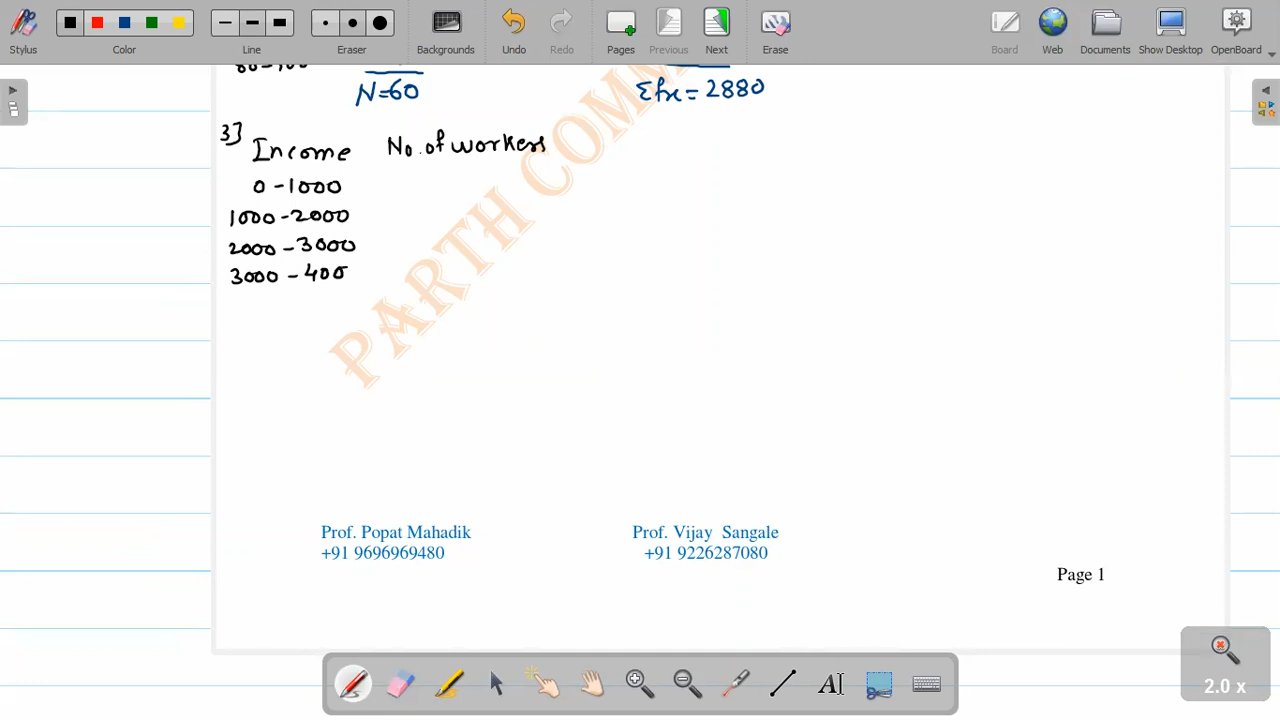 Stylus Color Line Eraser Backgrounds Undo Redo Pages Previous Next Erase Board Web Documents Show Desktop OpenBoard
N=60 Σfx = 2880
3] Income No. of workers
0 - 1000
1000 - 2000
2000 - 3000
3000 - 400
PARTH COMM
Prof. Popat Mahadik Prof. Vijay Sangale
+91 9696969480 +91 9226287080
Page 1
2.0 x